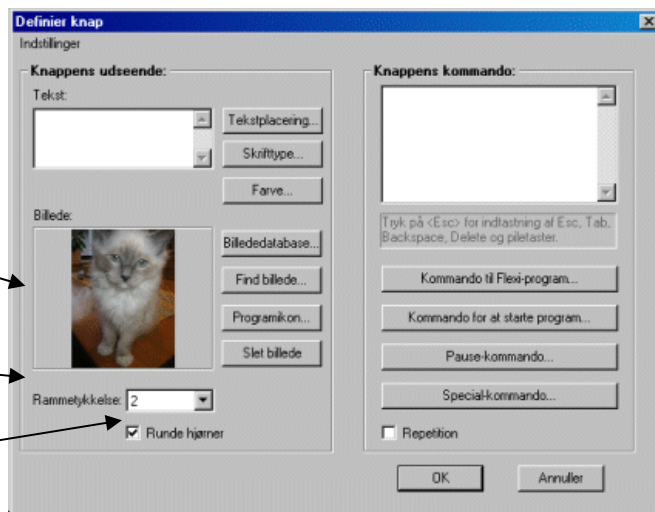 Definier knap
Indstillinger
Knappens udseende:
Tekst:
Tekstplacering...
Skrifttype...
Farve...
Billede:
Billededatabase...
Find billede...
Programikon...
Slet billede
Rammetykkelse: 2
Runde hjørner
Knappens kommando:
Tryk på <Esc> for indtastning af Esc, Tab,
Backspace, Delete og piletaster.
Kommando til Flexi-program...
Kommando for at starte program...
Pause-kommando...
Special-kommando...
Repetition
OK
Annuller